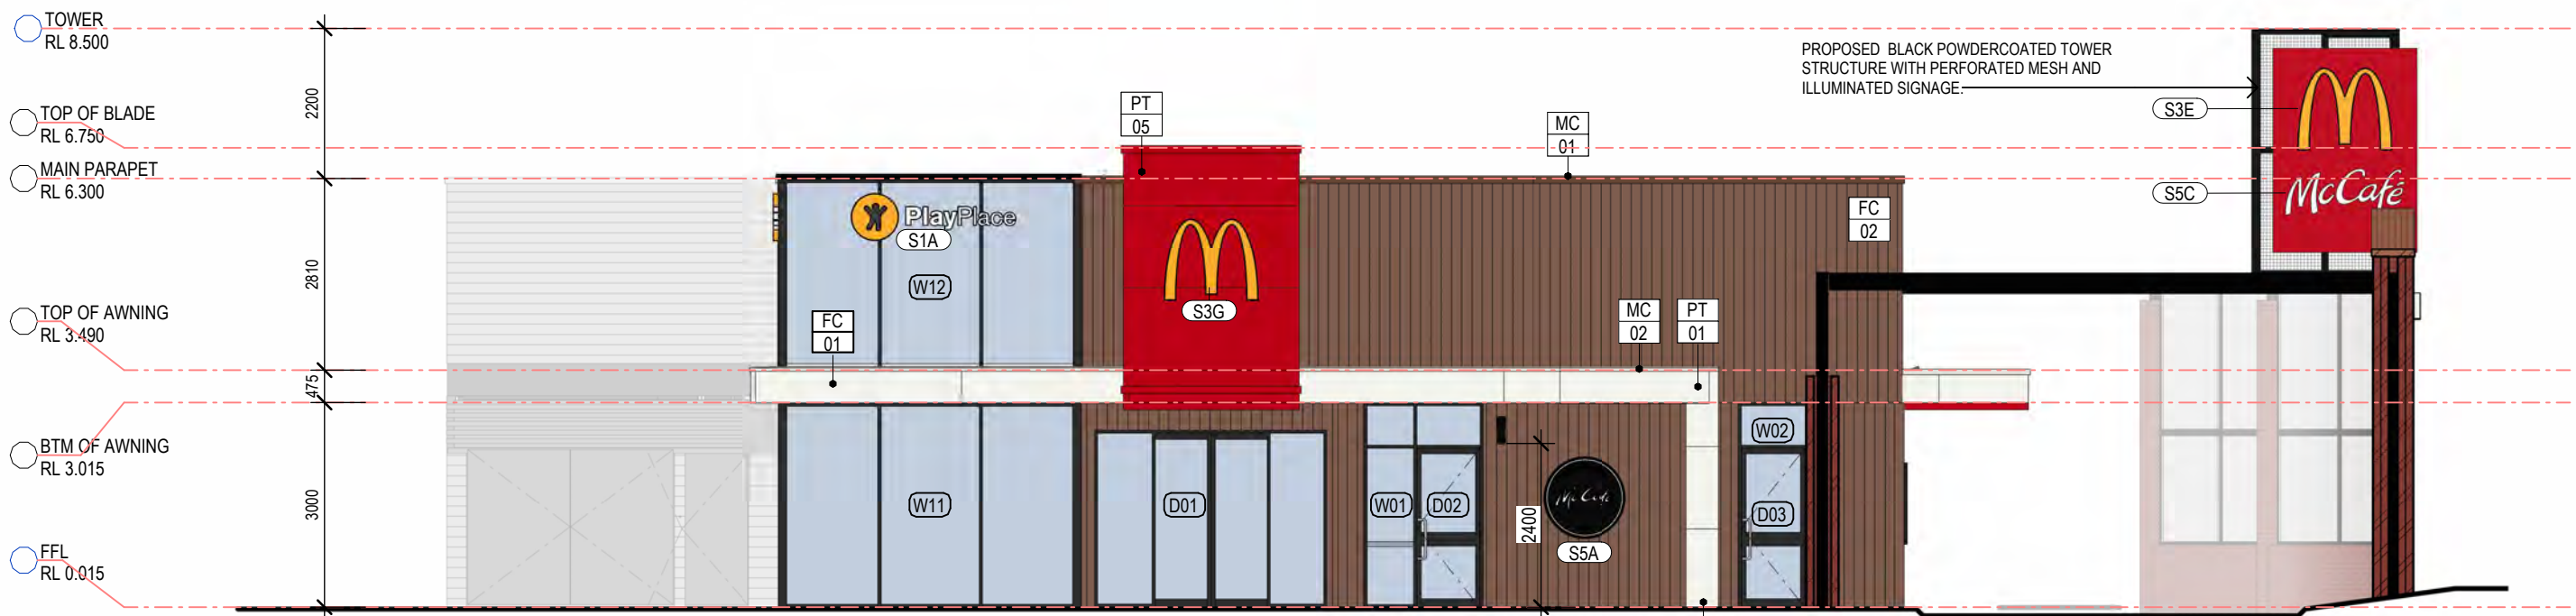 TOWER
RL 8.500
TOP OF BLADE
RL 6.750
MAIN PARAPET
RL 6.300
TOP OF AWNING
RL 3.490
BTM OF AWNING
RL 3.015
FFL
RL 0.015
2200
2810
475
3000
PlayPlace
S1A
W12
FC
01
W11
PT
05
S3G
D01
MC
01
FC
02
MC
02
PT
01
W01
D02
2400
McCafé
S5A
W02
D03
PROPOSED BLACK POWDERCOATED TOWER
STRUCTURE WITH PERFORATED MESH AND
ILLUMINATED SIGNAGE.
S3E
S5C
McCafé